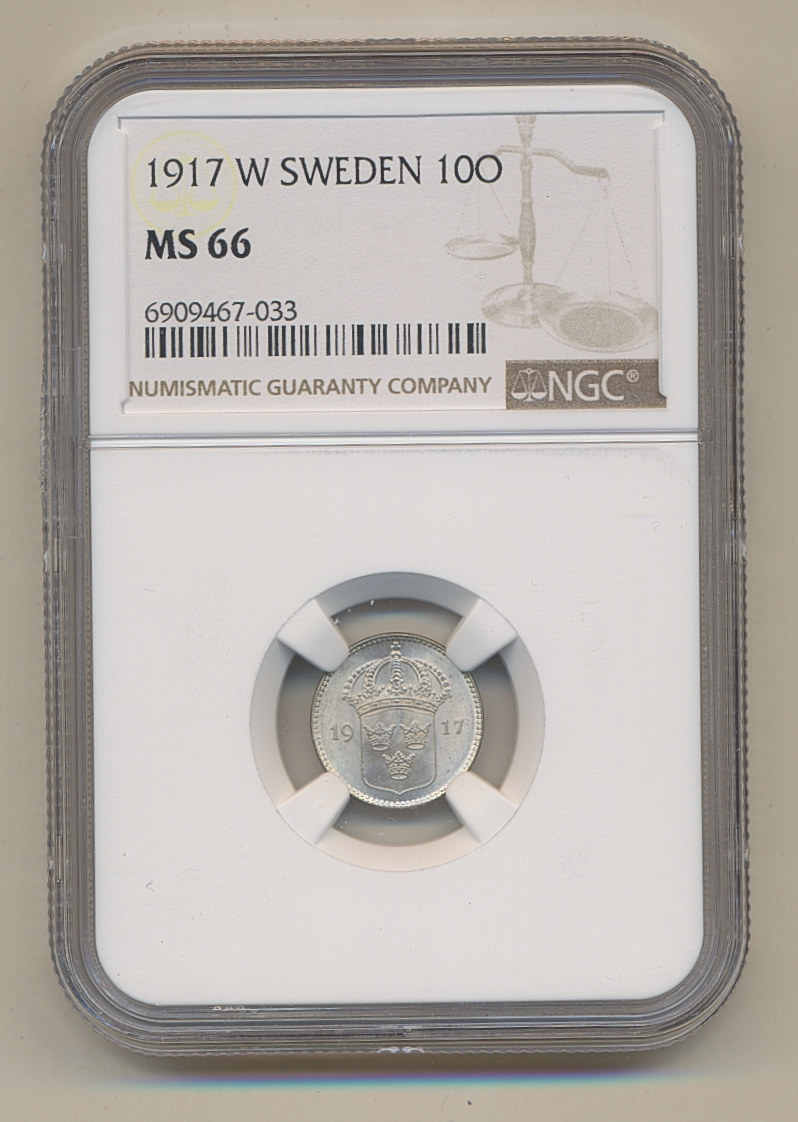 1917 W SWEDEN 10O
MS 66
6909467-033
NUMISMATIC GUARANTY COMPANY
NGC®
19 17